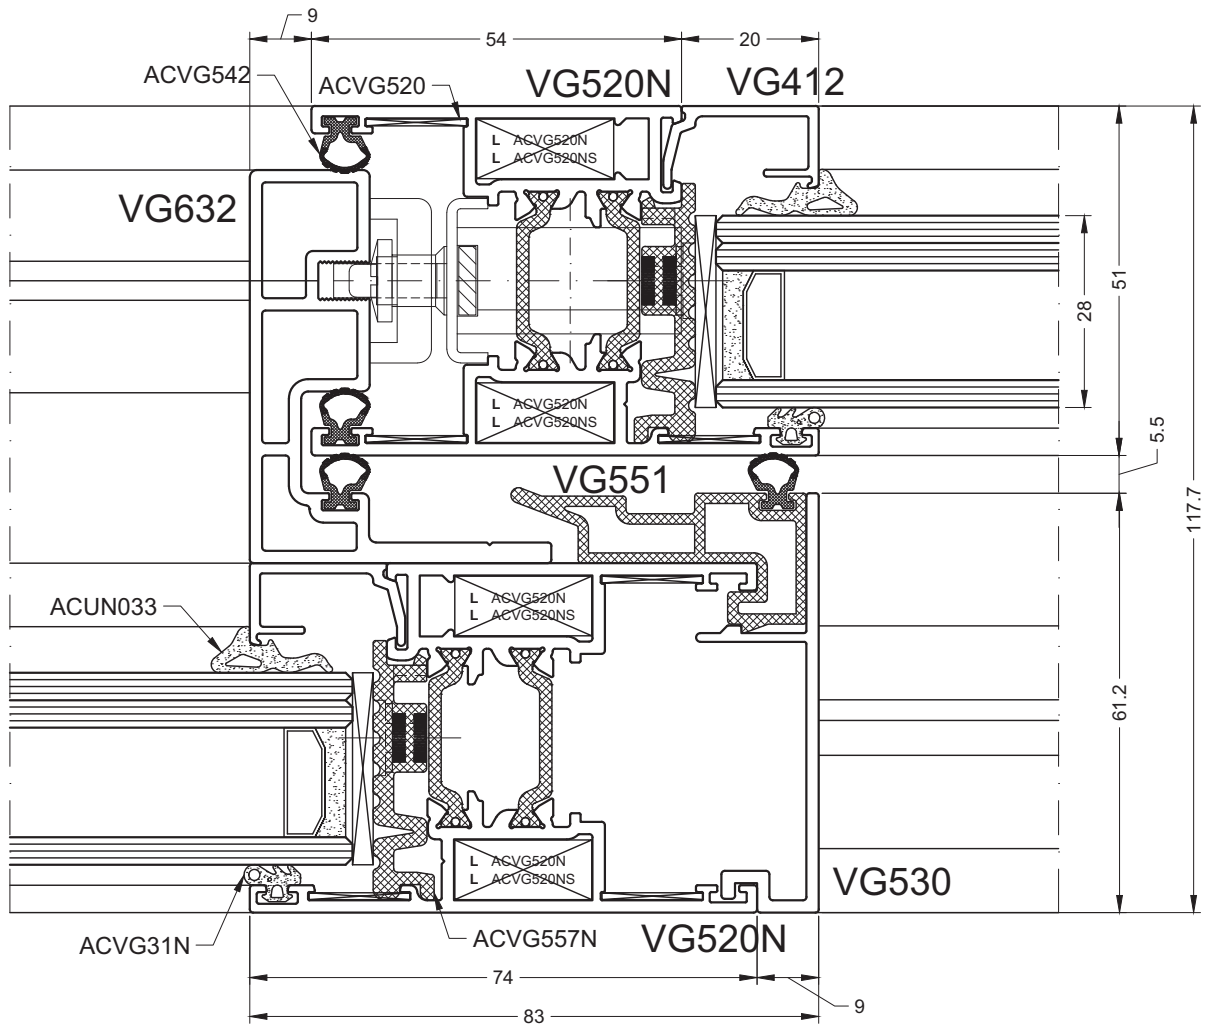 9
54
20
ACVG542
ACVG520
VG520N
VG412
L ACVG520N
L ACVG520NS
VG632
51
28
L ACVG520N
L ACVG520NS
5.5
VG551
117.7
L ACVG520N
L ACVG520NS
ACUN033
61.2
L ACVG520N
L ACVG520NS
VG530
ACVG31N
ACVG557N
VG520N
74
9
83